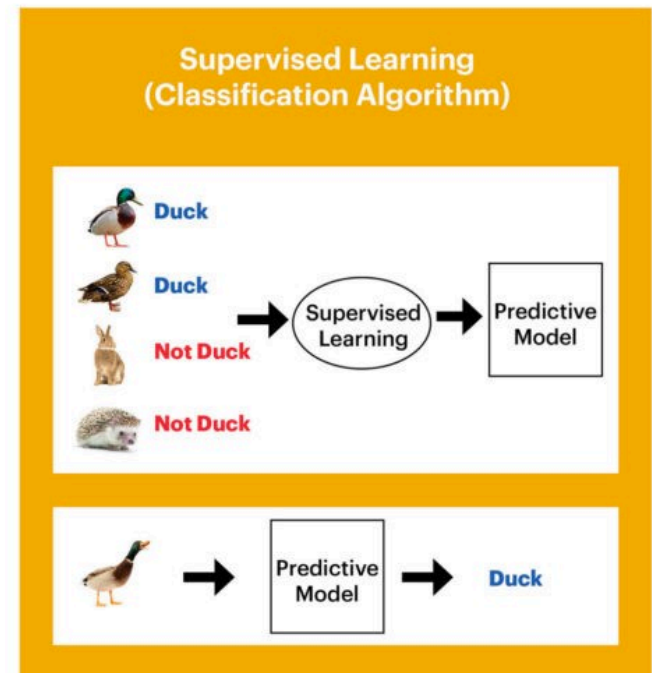 Supervised Learning
(Classification Algorithm)
Duck
Duck
Not Duck
Not Duck
Supervised
Learning
Predictive
Model
Predictive
Model
Duck